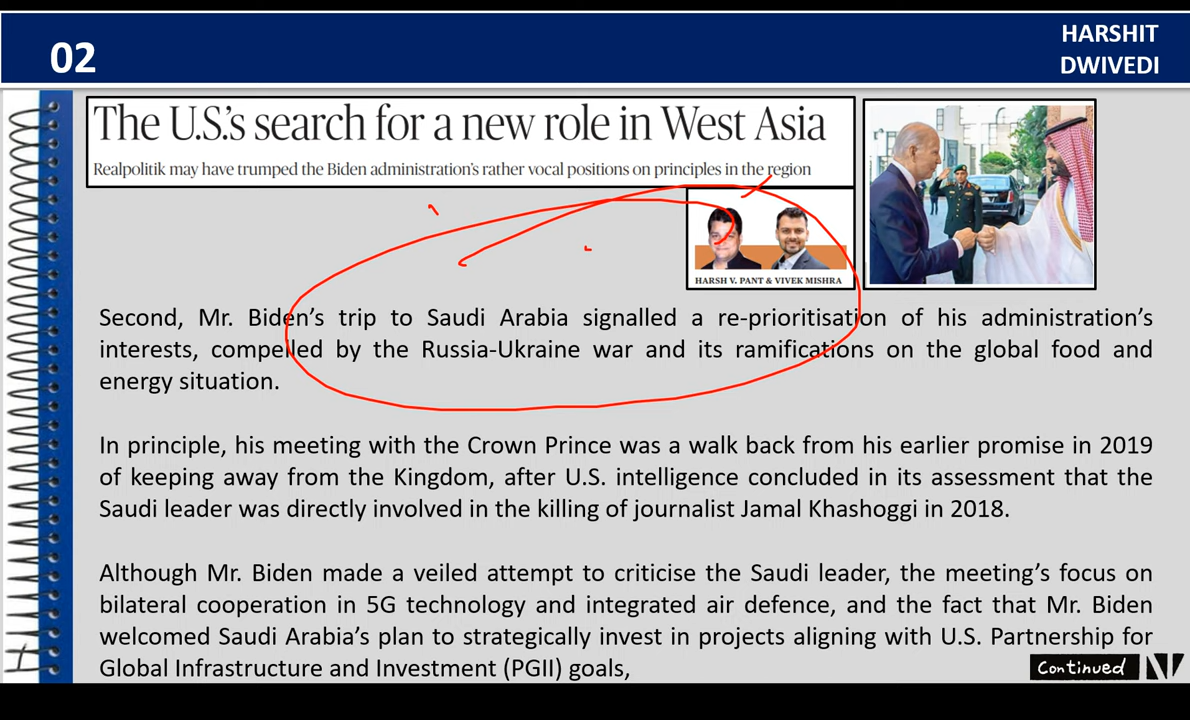 02
HARSHIT
DWIVEDI
The U.S.'s search for a new role in West Asia
Realpolitik may have trumped the Biden administration's rather vocal positions on principles in the region
HARSH V. PANT & VIVEK MISHRA
Second, Mr. Biden's trip to Saudi Arabia signalled a re-prioritisation of his administration's
interests, compelled by the Russia-Ukraine war and its ramifications on the global food and
energy situation.
In principle, his meeting with the Crown Prince was a walk back from his earlier promise in 2019
of keeping away from the Kingdom, after U.S. intelligence concluded in its assessment that the
Saudi leader was directly involved in the killing of journalist Jamal Khashoggi in 2018.
Although Mr. Biden made a veiled attempt to criticise the Saudi leader, the meeting's focus on
bilateral cooperation in 5G technology and integrated air defence, and the fact that Mr. Biden
welcomed Saudi Arabia's plan to strategically invest in projects aligning with U.S. Partnership for
Global Infrastructure and Investment (PGII) goals,
Continued